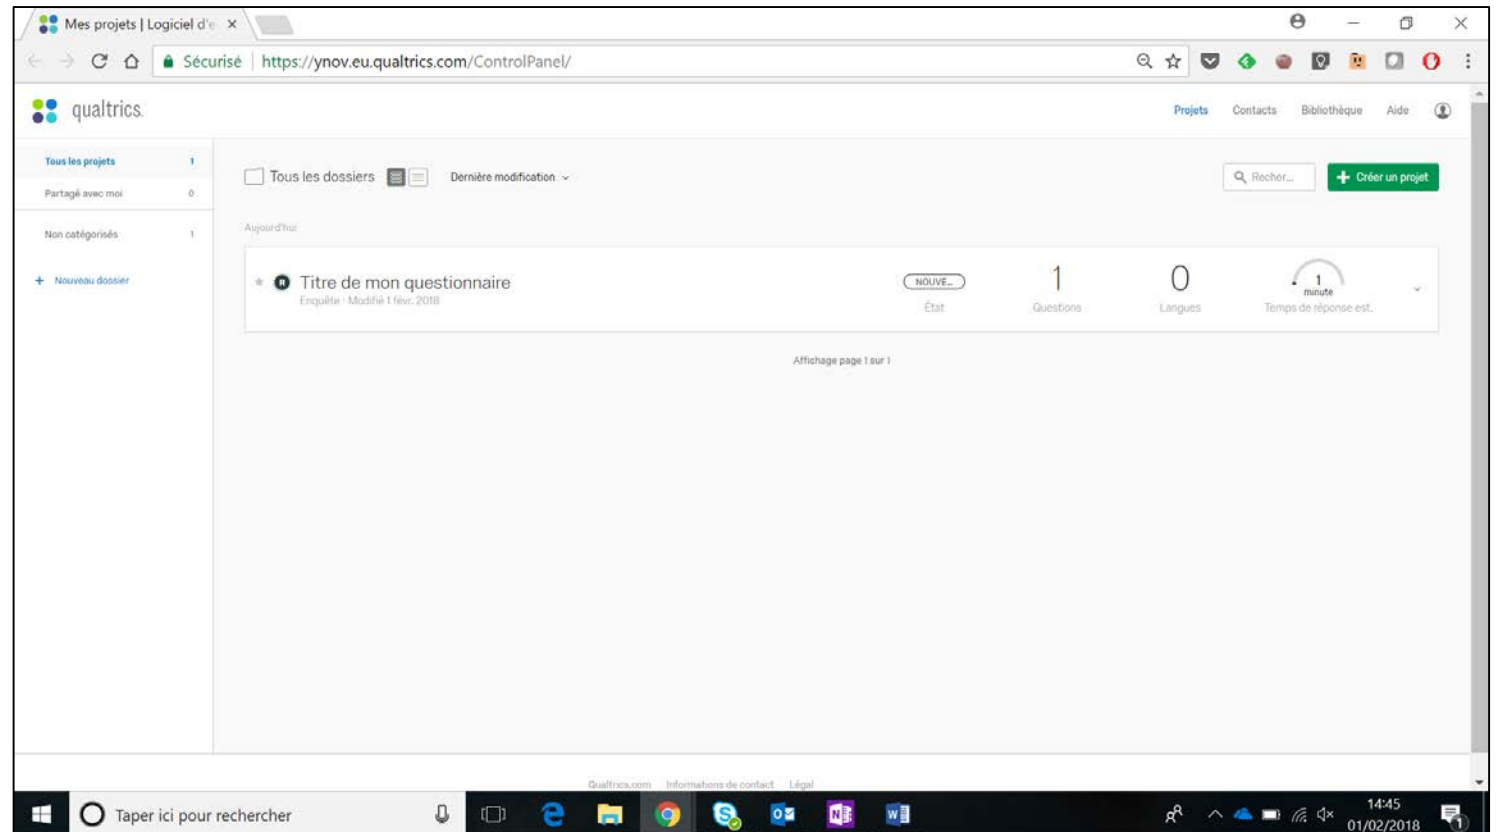 Mes projets | Logiciel d'e
Sécurisé | https://ynov.eu.qualtrics.com/ControlPanel/
qualtrics.
Projets Contacts Bibliothèque Aide
Tous les projets 1
Partagé avec moi 0
Non catégorisés 1
+ Nouveau dossier
Tous les dossiers Dernière modification
Recher... + Créer un projet
Aujourd'hui
R Titre de mon questionnaire
Enquête · Modifié 1 févr. 2018
NOUVE...
État
1
Questions
0
Langues
1
minute
Temps de réponse est.
Affichage page 1 sur 1
Qualtrics.com Informations de contact Légal
Taper ici pour rechercher
14:45
01/02/2018
1